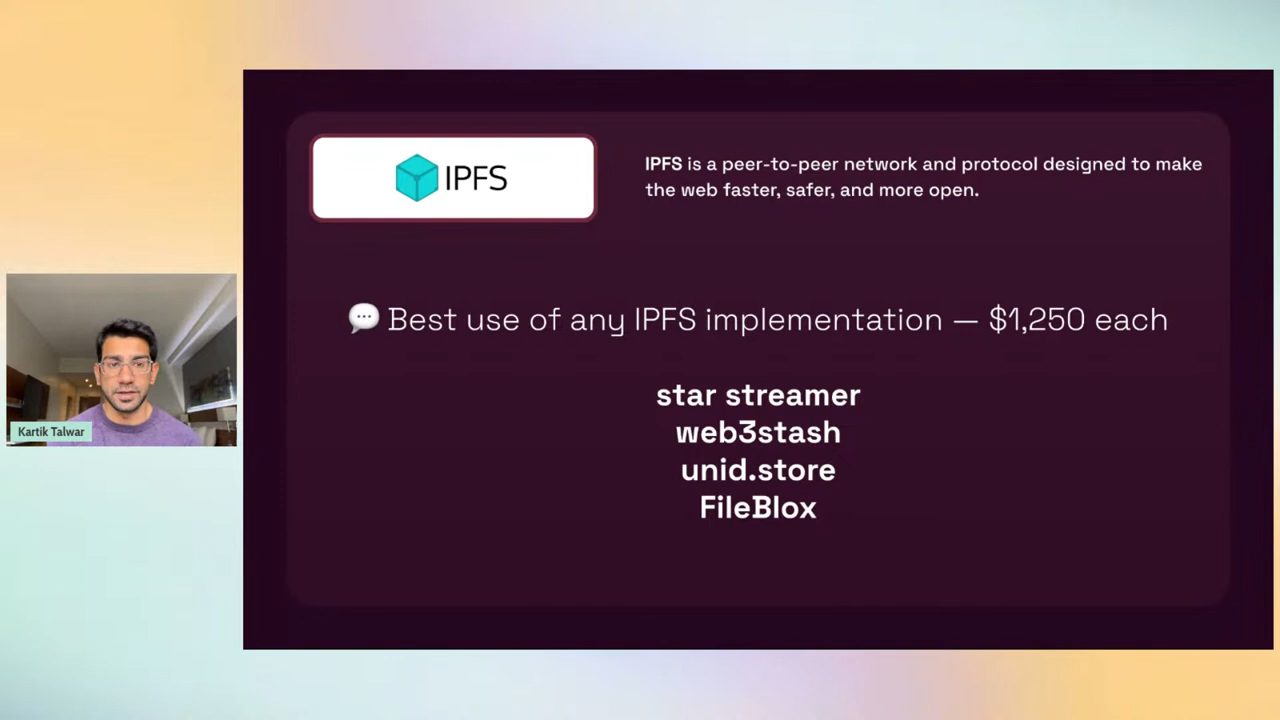 IPFS
IPFS is a peer-to-peer network and protocol designed to make
the web faster, safer, and more open.
💬 Best use of any IPFS implementation — $1,250 each
star streamer
web3stash
unid.store
FileBlox
Kartik Talwar